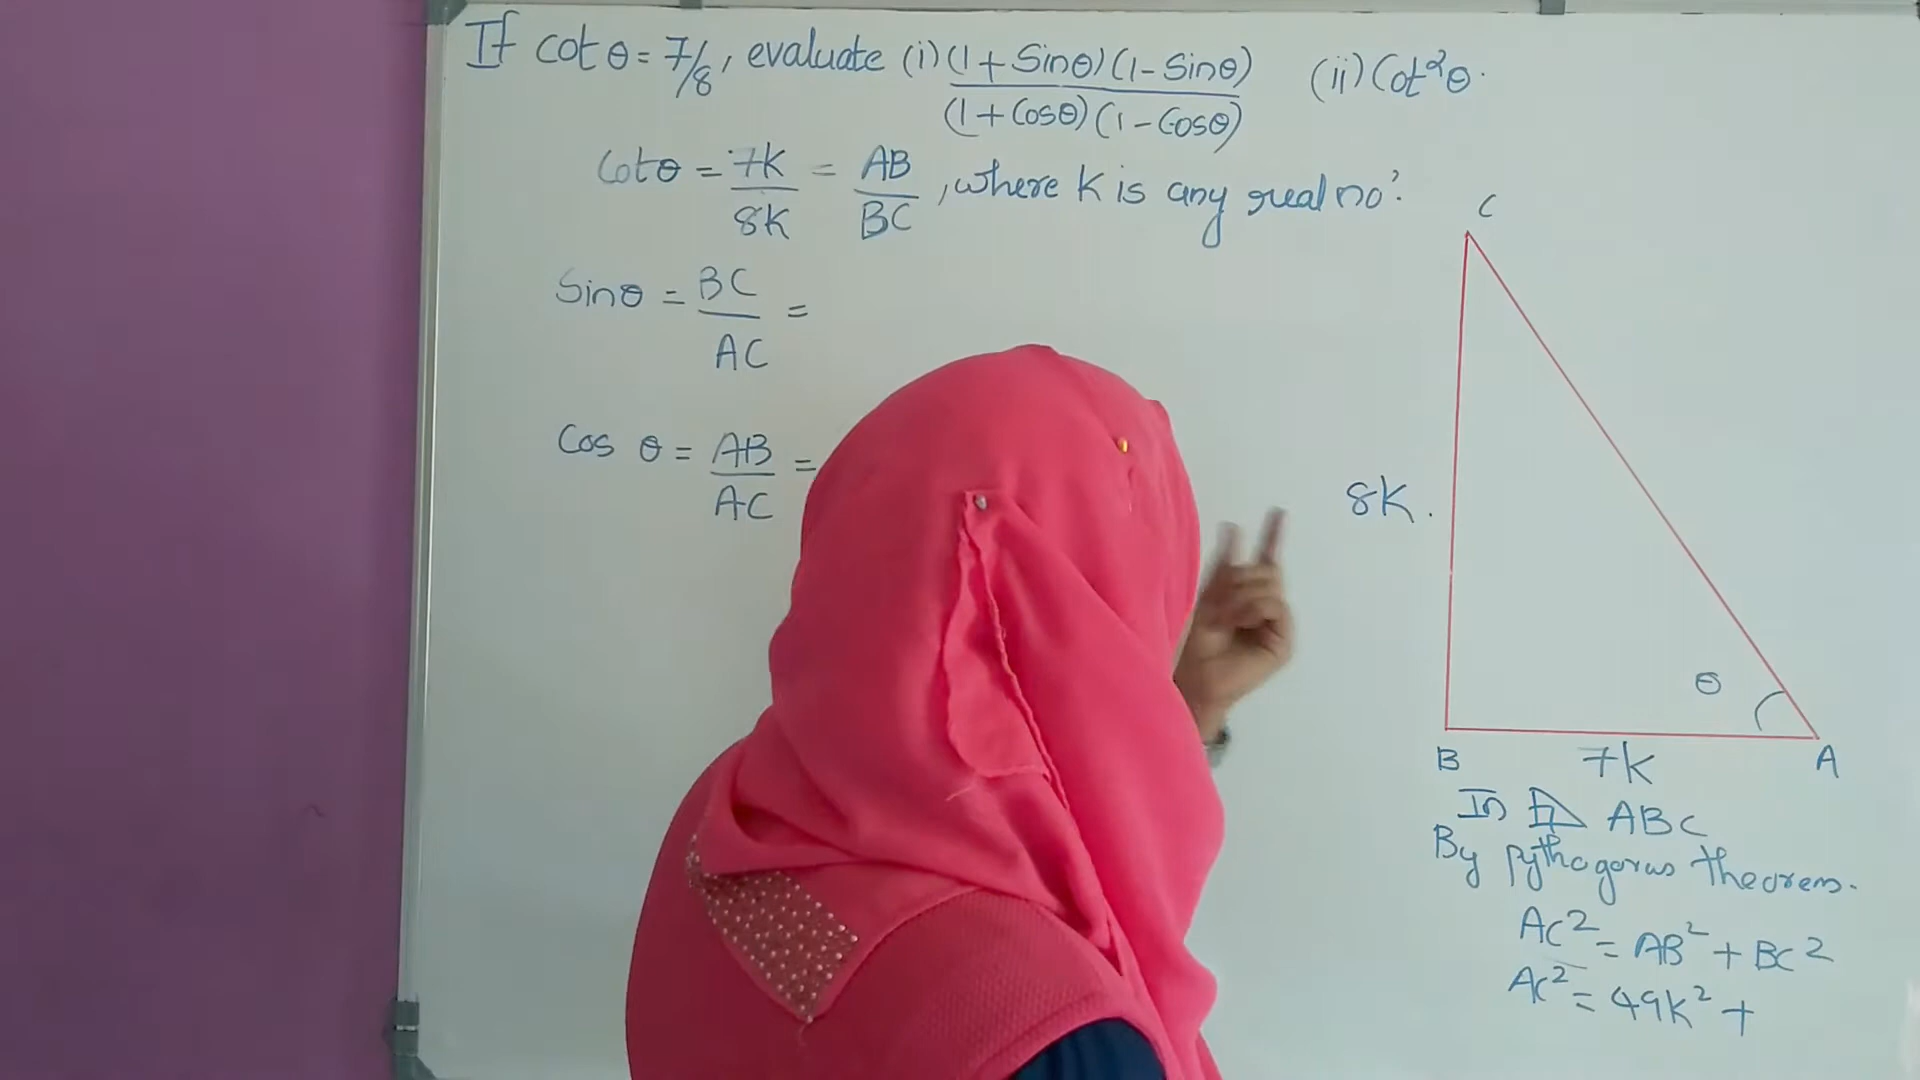 If cot θ = 7/8, evaluate (i) (1 + Sinθ) (1 - Sinθ) / (1 + Cosθ) (1 - Cosθ) (ii) Cot²θ.
Cotθ = 7K / 8K = AB / BC, where K is any real no:
Sinθ = BC / AC =
Cos θ = AB / AC =
C
8K.
θ
B 7K A
In ABC
By pythagorus theorem.
AC² = AB² + BC²
AC² = 49K² +